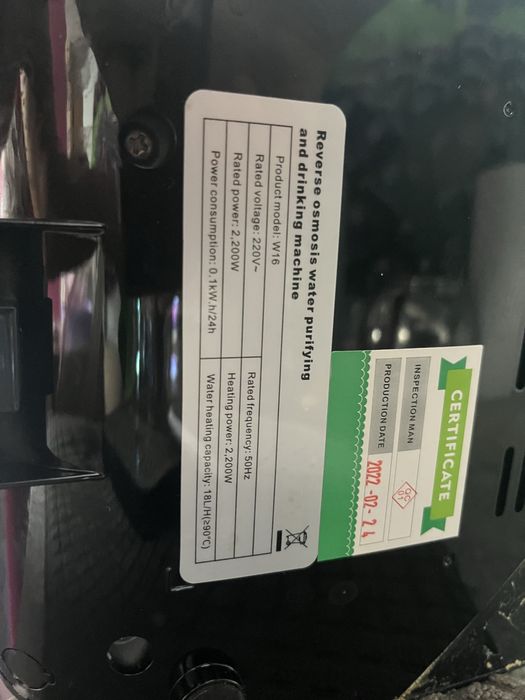 Reverse osmosis water purifying
and drinking machine
Product model: W16
Rated voltage: 220V~
Rated frequency: 50Hz
Rated power: 2,200W
Heating power: 2,200W
Power consumption: 0.1kW.h/24h
Water heating capacity: 18L/H(≥90℃)
CERTIFICATE
INSPECTION MAN
QC
01
PRODUCTION DATE
2022-02-24